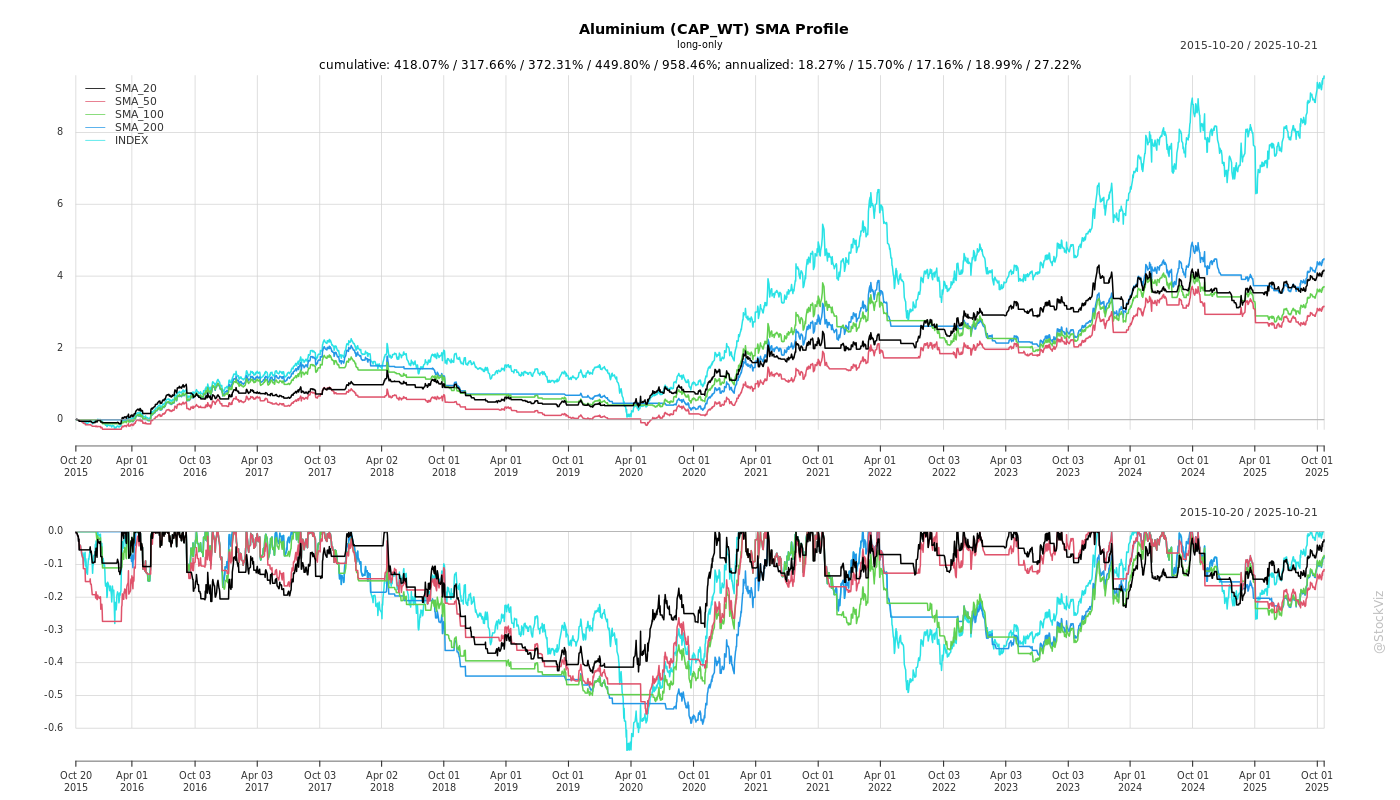 Aluminium (CAP_WT) SMA Profile
long-only
2015-10-20 / 2025-10-21
cumulative: 418.07% / 317.66% / 372.31% / 449.80% / 958.46%; annualized: 18.27% / 15.70% / 17.16% / 18.99% / 27.22%
SMA_20
SMA_50
SMA_100
SMA_200
INDEX
8
6
4
2
0
Oct 20 Apr 01 Oct 03 Apr 03 Oct 03 Apr 02 Oct 01 Apr 01 Oct 01 Apr 01 Oct 01 Apr 01 Oct 01 Apr 01 Oct 03 Apr 03 Oct 03 Apr 01 Oct 01 Apr 01 Oct 01
2015 2016 2016 2017 2017 2018 2018 2019 2019 2020 2020 2021 2021 2022 2022 2023 2023 2024 2024 2025 2025
2015-10-20 / 2025-10-21
0.0
-0.1
-0.2
-0.3
-0.4
-0.5
-0.6
Oct 20 Apr 01 Oct 03 Apr 03 Oct 03 Apr 02 Oct 01 Apr 01 Oct 01 Apr 01 Oct 01 Apr 01 Oct 01 Apr 01 Oct 03 Apr 03 Oct 03 Apr 01 Oct 01 Apr 01 Oct 01
2015 2016 2016 2017 2017 2018 2018 2019 2019 2020 2020 2021 2021 2022 2022 2023 2023 2024 2024 2025 2025
@StockViz